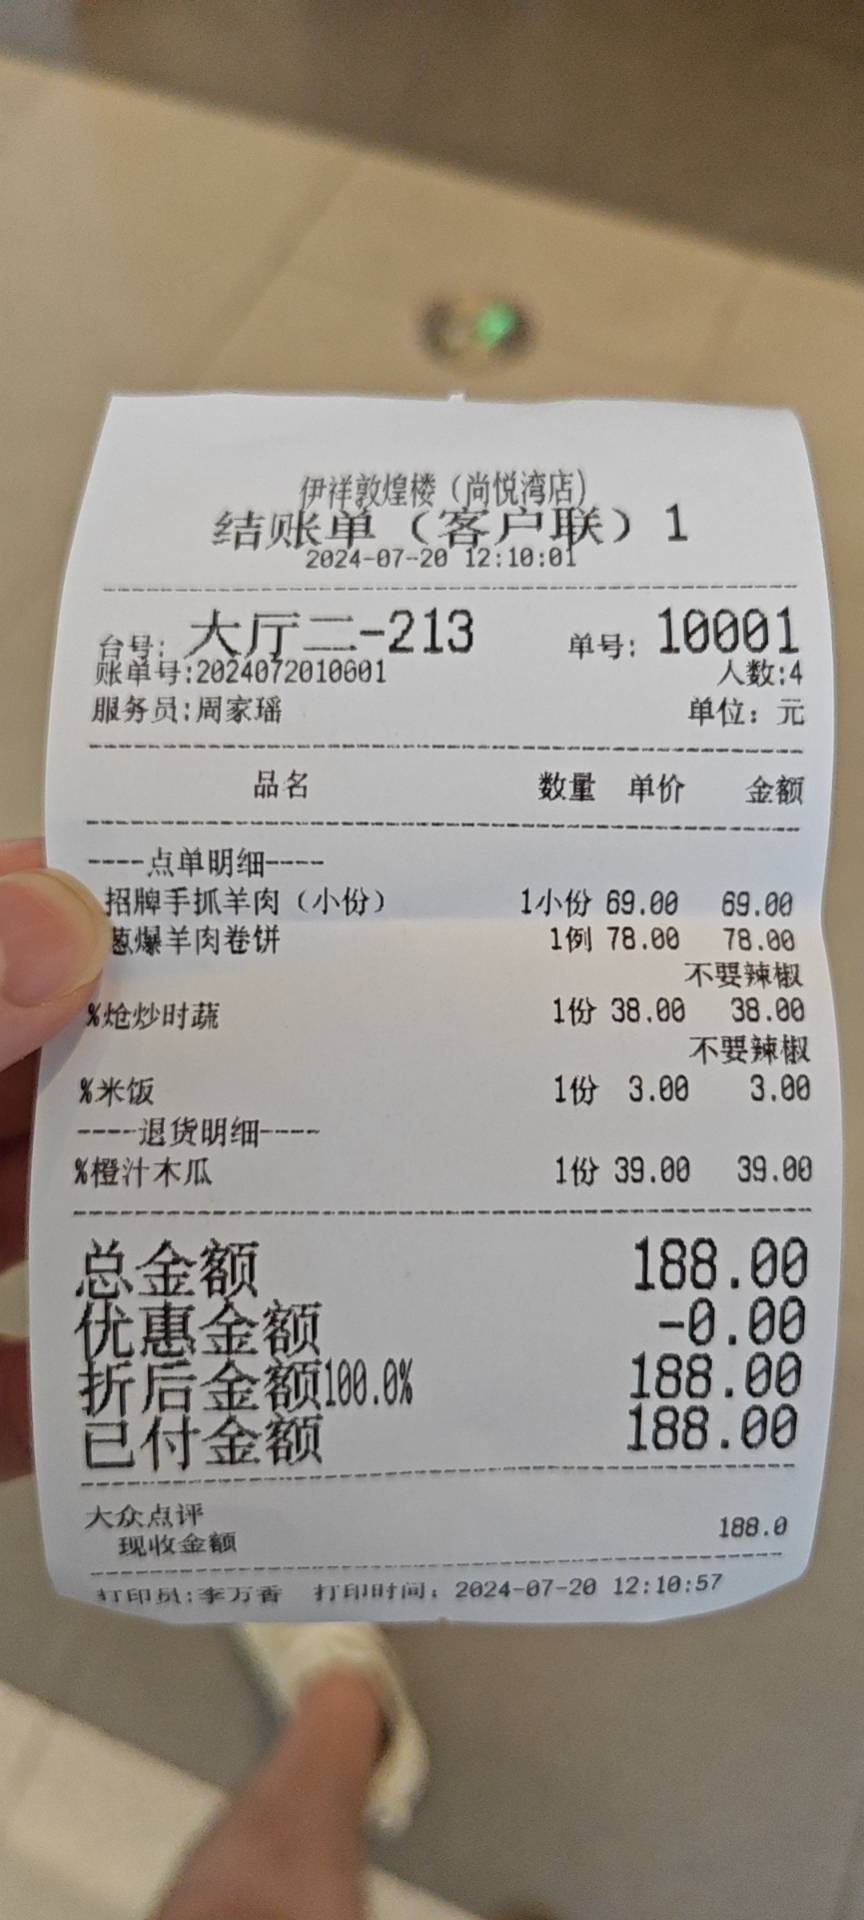 伊祥敦煌楼（尚悦湾店）
结账单（客户联）1
2024-07-20 12:10:01
台号: 大厅二-213 单号: 10001
账单号:2024072010001 人数:4
服务员:周家瑶 单位: 元
品名 数量 单价 金额
----点单明细----
招牌手抓羊肉（小份） 1小份 69.00 69.00
葱爆羊肉卷饼 1例 78.00 78.00
不要辣椒
%炝炒时蔬 1份 38.00 38.00
不要辣椒
%米饭 1份 3.00 3.00
----退货明细----
%橙汁木瓜 1份 39.00 39.00
总金额 188.00
优惠金额 -0.00
折后金额100.0% 188.00
已付金额 188.00
大众点评
现收金额 188.0
打印员:李万香 打印时间: 2024-07-20 12:10:57